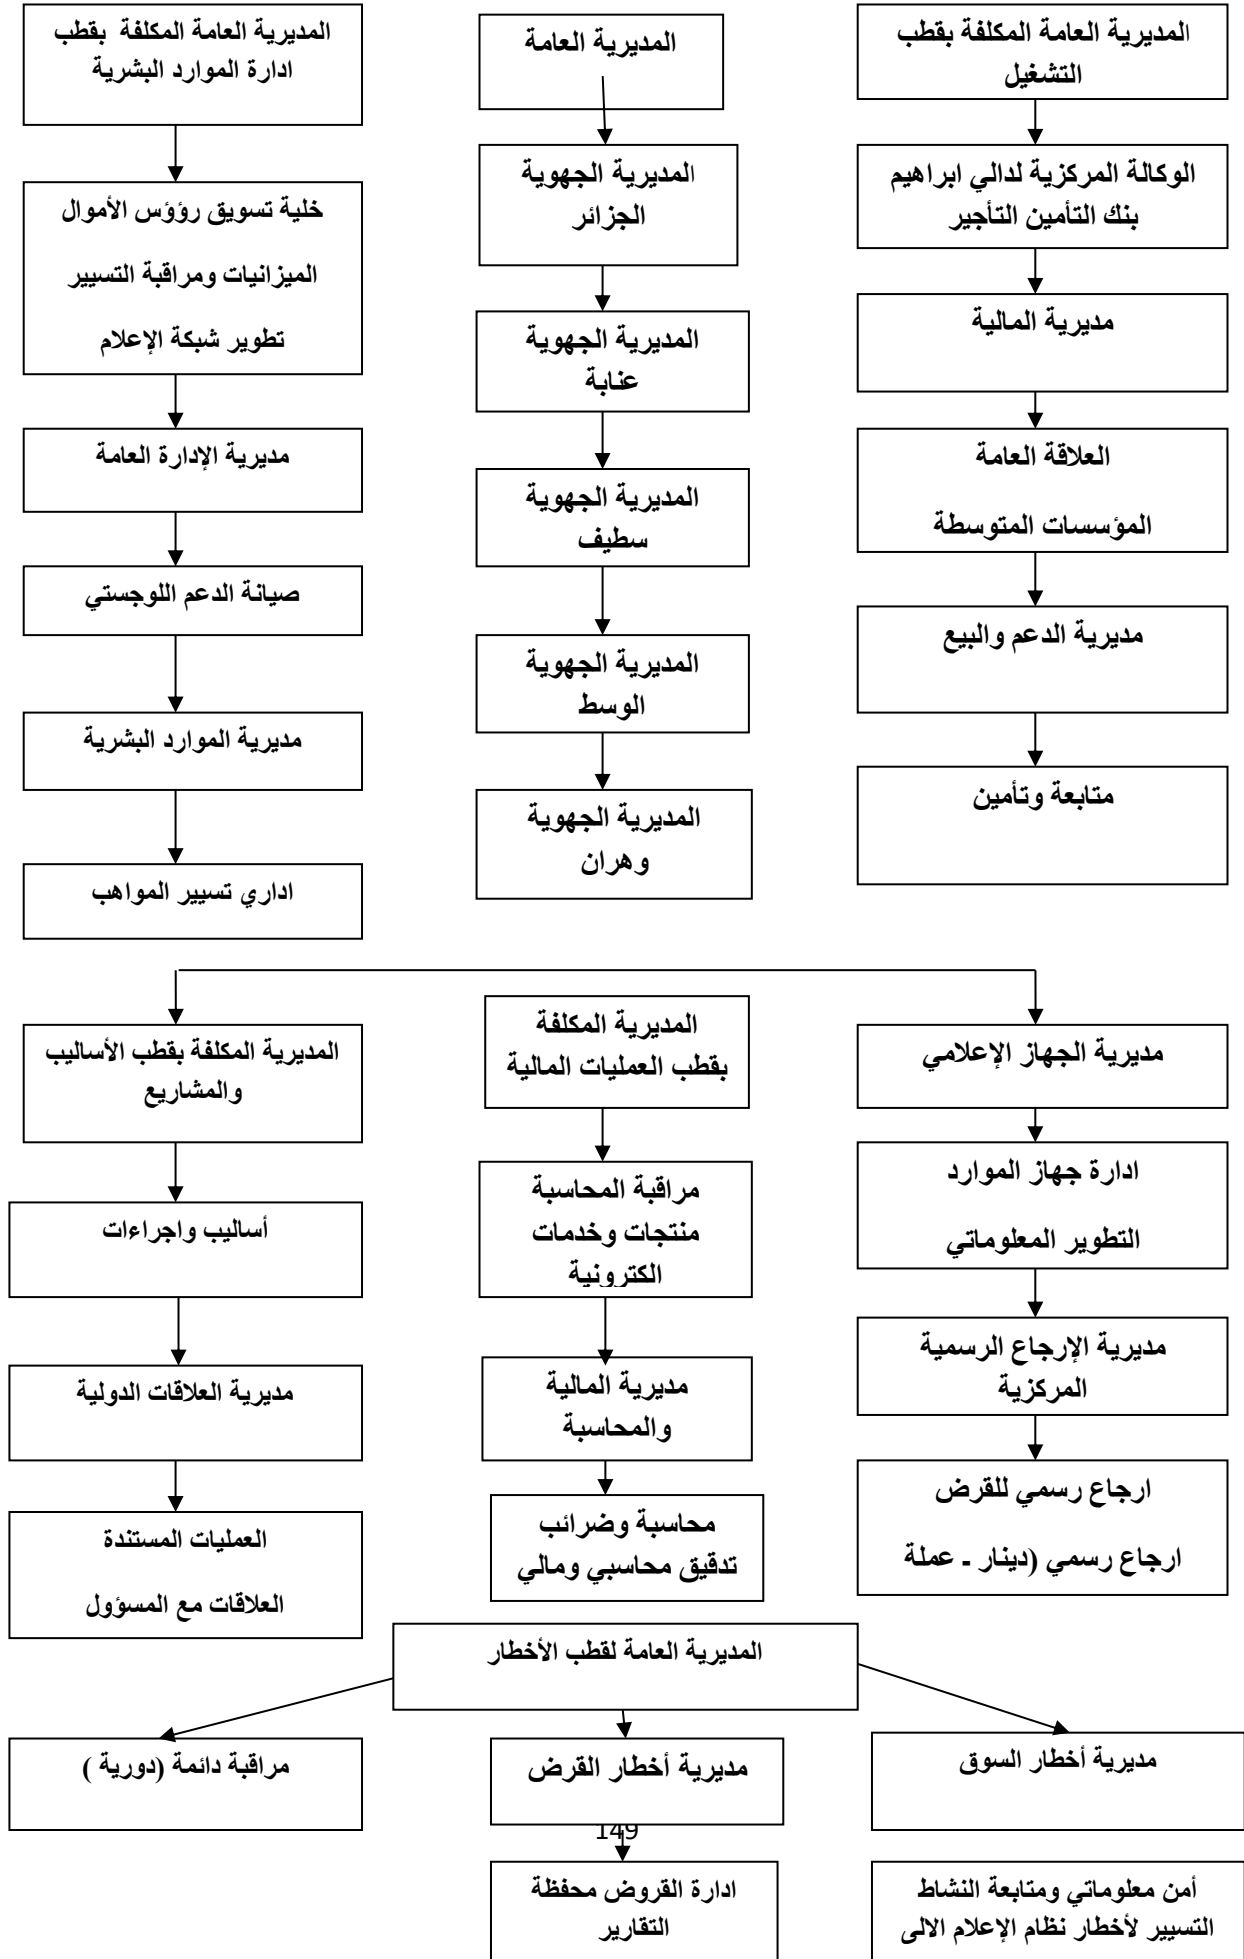 المديرية العامة المكلفة بقطب
التشغيل
الوكالة المركزية لدالي ابراهيم
بنك التأمين التأجير
مديرية المالية
العلاقة العامة
المؤسسات المتوسطة
مديرية الدعم والبيع
متابعة وتأمين
المديرية العامة
المديرية الجهوية
الجزائر
المديرية الجهوية
عنابة
المديرية الجهوية
سطيف
المديرية الجهوية
الوسط
المديرية الجهوية
وهران
المديرية العامة المكلفة بقطب
ادارة الموارد البشرية
خلية تسويق رؤؤس الأموال
الميزانيات ومراقبة التسيير
تطوير شبكة الإعلام
مديرية الإدارة العامة
صيانة الدعم اللوجستي
مديرية الموارد البشرية
اداري تسيير المواهب
مديرية الجهاز الإعلامي
ادارة جهاز الموارد
التطوير المعلوماتي
مديرية الإرجاع الرسمية
المركزية
ارجاع رسمي للقرض
ارجاع رسمي (دينار - عملة
المديرية المكلفة
بقطب العمليات المالية
مراقبة المحاسبة
منتجات وخدمات
الكترونية
مديرية المالية
والمحاسبة
محاسبة وضرائب
تدقيق محاسبي ومالي
المديرية المكلفة بقطب الأساليب
والمشاريع
أساليب واجراءات
مديرية العلاقات الدولية
العمليات المستندة
العلاقات مع المسؤول
المديرية العامة لقطب الأخطار
مديرية أخطار السوق
مديرية أخطار القرض
مراقبة دائمة (دورية )
149
أمن معلوماتي ومتابعة النشاط
التسيير لأخطار نظام الإعلام الالى
ادارة القروض محفظة
التقارير